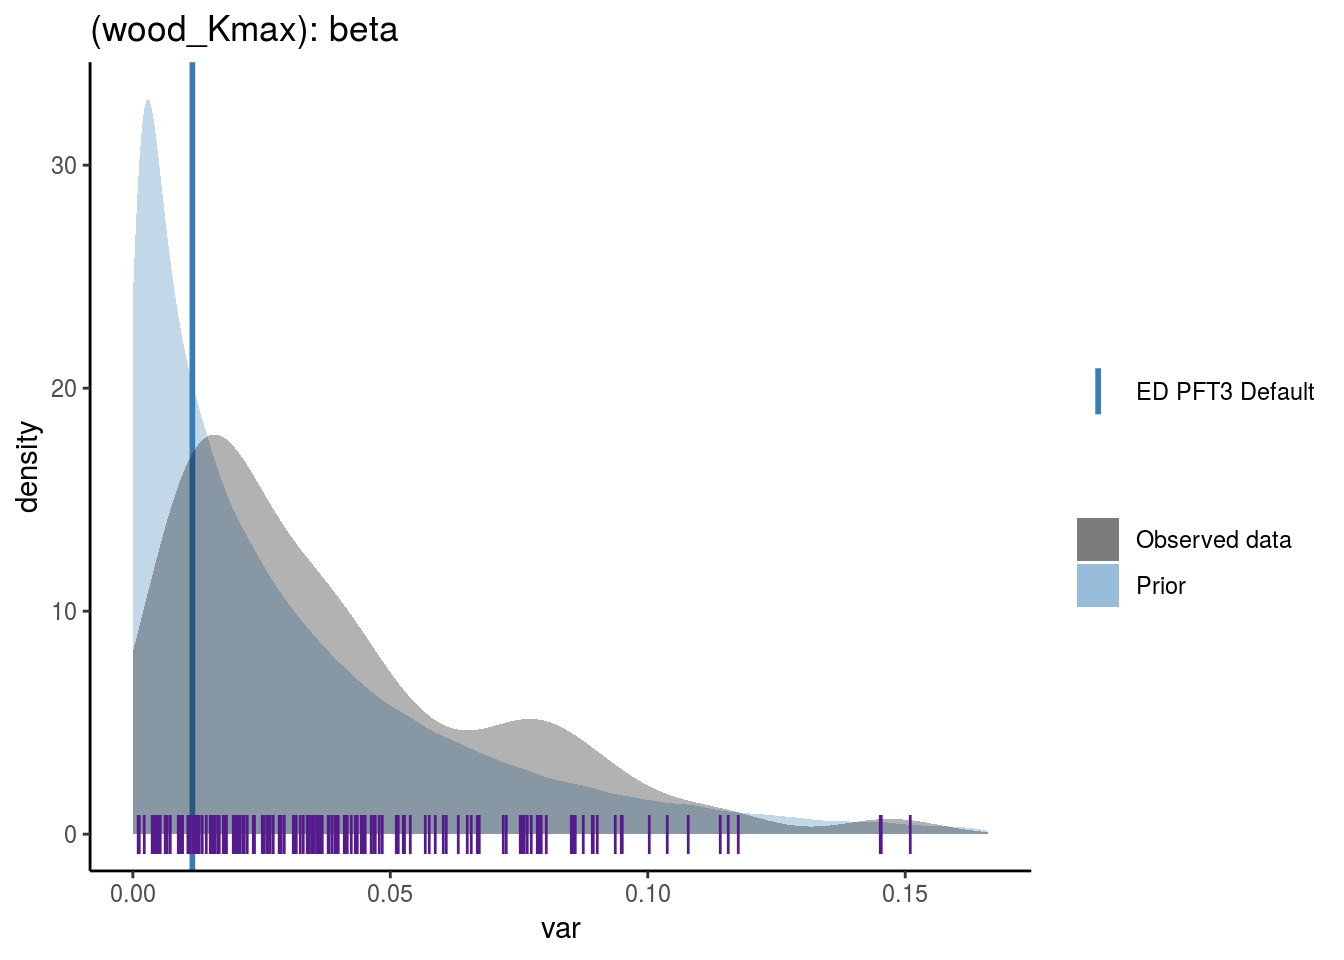 (wood_Kmax): beta
30
20
10
0
density
0.00
0.05
0.10
0.15
var
ED PFT3 Default
Observed data
Prior